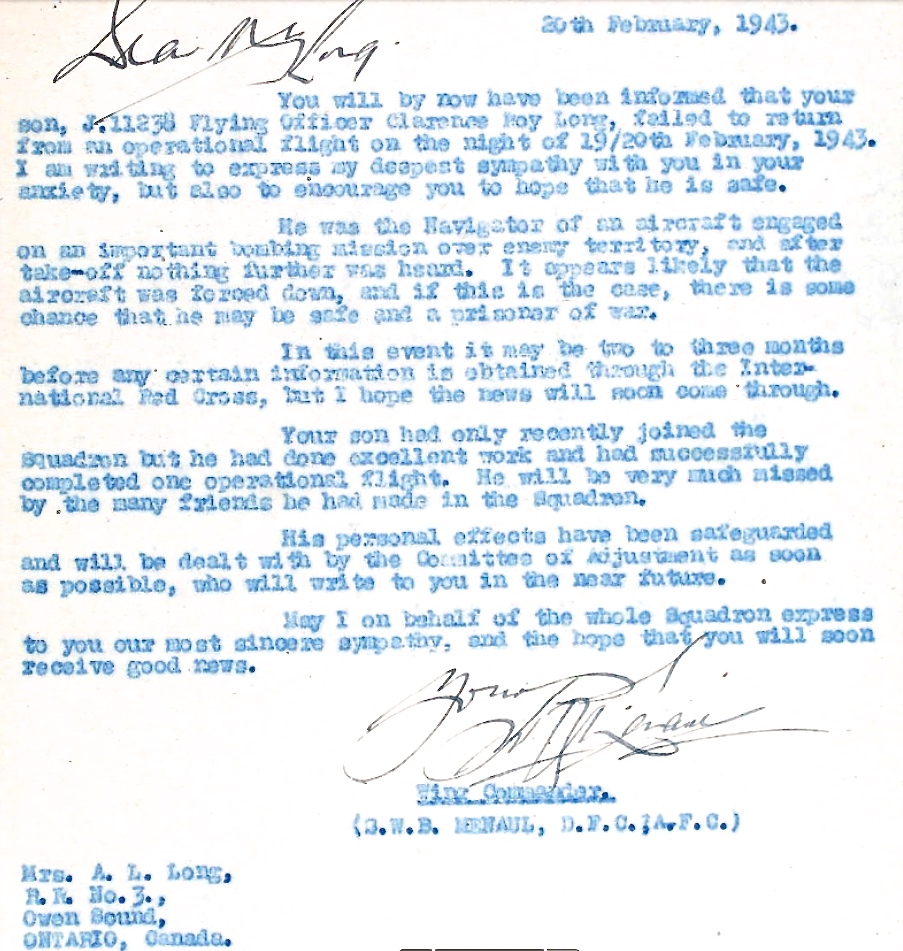 20th February, 1943.
Dear Mrs Long.
You will by now have been informed that your
son, J.11238 Flying Officer Clarence Roy Long, failed to return
from an operational flight on the night of 19/20th February, 1943.
I am writing to express my deepest sympathy with you in your
anxiety, but also to encourage you to hope that he is safe.
He was the Navigator of an aircraft engaged
on an important bombing mission over enemy territory, and after
take-off nothing further was heard. It appears likely that the
aircraft was forced down, and if this is the case, there is some
chance that he may be safe and a prisoner of war.
In this event it may be two to three months
before any certain information is obtained through the Inter-
national Red Cross, but I hope the news will soon come through.
Your son had only recently joined the
Squadron but he had done excellent work and had successfully
completed one operational flight. He will be very much missed
by the many friends he had made in the Squadron.
His personal effects have been safeguarded
and will be dealt with by the Committee of Adjustment as soon
as possible, who will write to you in the near future.
May I on behalf of the whole Squadron express
to you our most sincere sympathy, and the hope that you will soon
receive good news.
Wing Commander.
(S.W.B. MENAUL, D.F.C.;A.F.C.)
Mrs. A. L. Long,
R.R. No.3.,
Owen Sound,
ONTARIO, Canada.